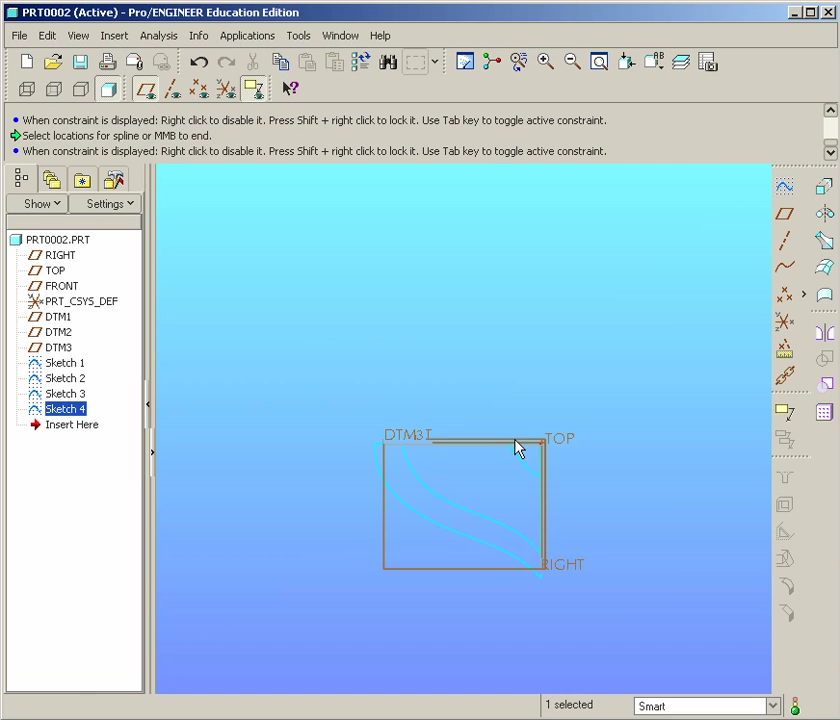 PRT0002 (Active) - Pro/ENGINEER Education Edition
File Edit View Insert Analysis Info Applications Tools Window Help
When constraint is displayed: Right click to disable it. Press Shift + right click to lock it. Use Tab key to toggle active constraint.
Select locations for spline or MMB to end.
When constraint is displayed: Right click to disable it. Press Shift + right click to lock it. Use Tab key to toggle active constraint.
Show Settings
PRT0002.PRT
RIGHT
TOP
FRONT
PRT_CSYS_DEF
DTM1
DTM2
DTM3
Sketch 1
Sketch 2
Sketch 3
Sketch 4
Insert Here
TOP
RIGHT
1 selected
Smart